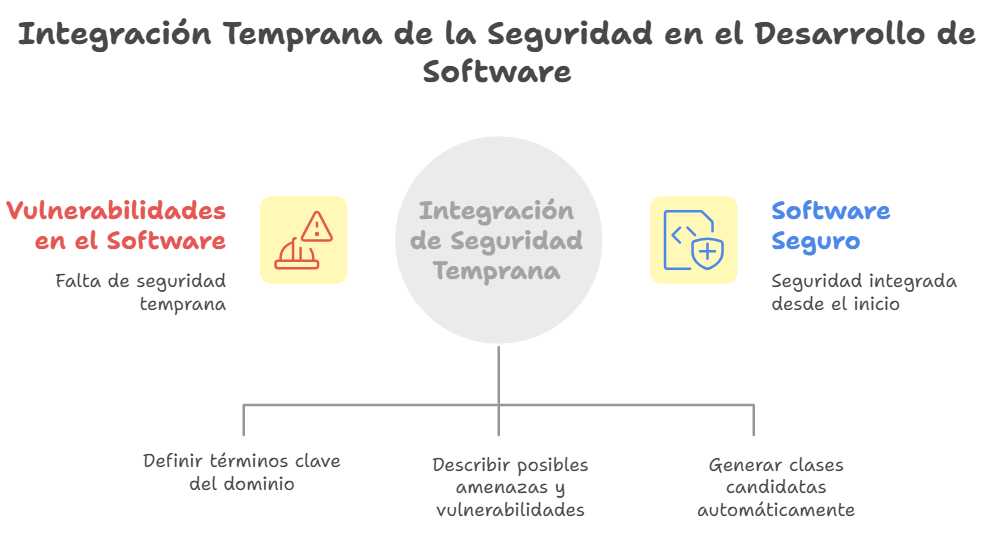 Integración Temprana de la Seguridad en el Desarrollo de
Software
Vulnerabilidades
en el Software
Falta de seguridad
temprana
Integración
de Seguridad
Temprana
Software
Seguro
Seguridad integrada
desde el inicio
Definir términos clave
del dominio
Describir posibles
amenazas y
vulnerabilidades
Generar clases
candidatas
automáticamente